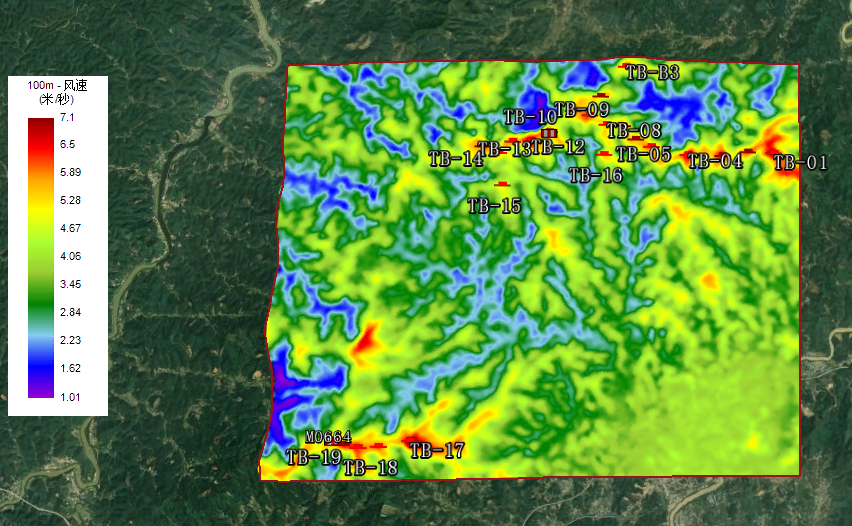 100m - 风速
(米/秒)
7.1
6.5
5.89
5.28
4.67
4.06
3.45
2.84
2.23
1.62
1.01
TB-B3
TB-09
TB-10
TB-08
TB-12
TB-13
TB-14
TB-05
TB-04
TB-01
TB-16
TB-15
M0664
TB-17
TB-19
TB-18